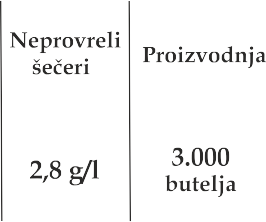 Neprovreli
šećeri
2,8 g/l
Proizvodnja
3.000
butelja